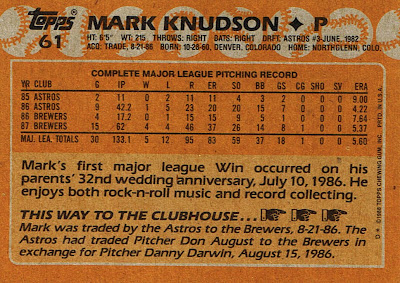 Topps
61
MARK KNUDSON ✦ P
HT: 6'5" WT: 215 THROWS: RIGHT BATS: RIGHT DRFT: ASTROS #3-JUNE, 1982
ACQ: TRADE, 8-21-86 BORN: 10-28-60, DENVER, COLORADO HOME: NORTHGLENN, COLO.
COMPLETE MAJOR LEAGUE PITCHING RECORD
YR CLUB G IP W L R ER SO BB GS CG SHO SV ERA
85 ASTROS 2 11 0 2 11 11 4 3 2 0 0 0 9.00
86 ASTROS 9 42.2 1 5 23 20 20 15 7 0 0 0 4.22
86 BREWERS 4 17.2 0 1 15 15 9 5 1 0 0 0 7.64
87 BREWERS 15 62 4 4 46 37 26 14 8 1 0 0 5.37
MAJ. LEA. TOTALS 30 133.1 5 12 95 83 59 37 18 1 0 0 5.60
Mark's first major league Win occurred on his
parents' 32nd wedding anniversary, July 10, 1986. He
enjoys both rock-n-roll music and record collecting.
THIS WAY TO THE CLUBHOUSE...
Mark was traded by the Astros to the Brewers, 8-21-86. The
Astros had traded Pitcher Don August to the Brewers in
exchange for Pitcher Danny Darwin, August 15, 1986.
©1988 TOPPS CHEWING GUM, INC. PRTD. IN U.S.A.